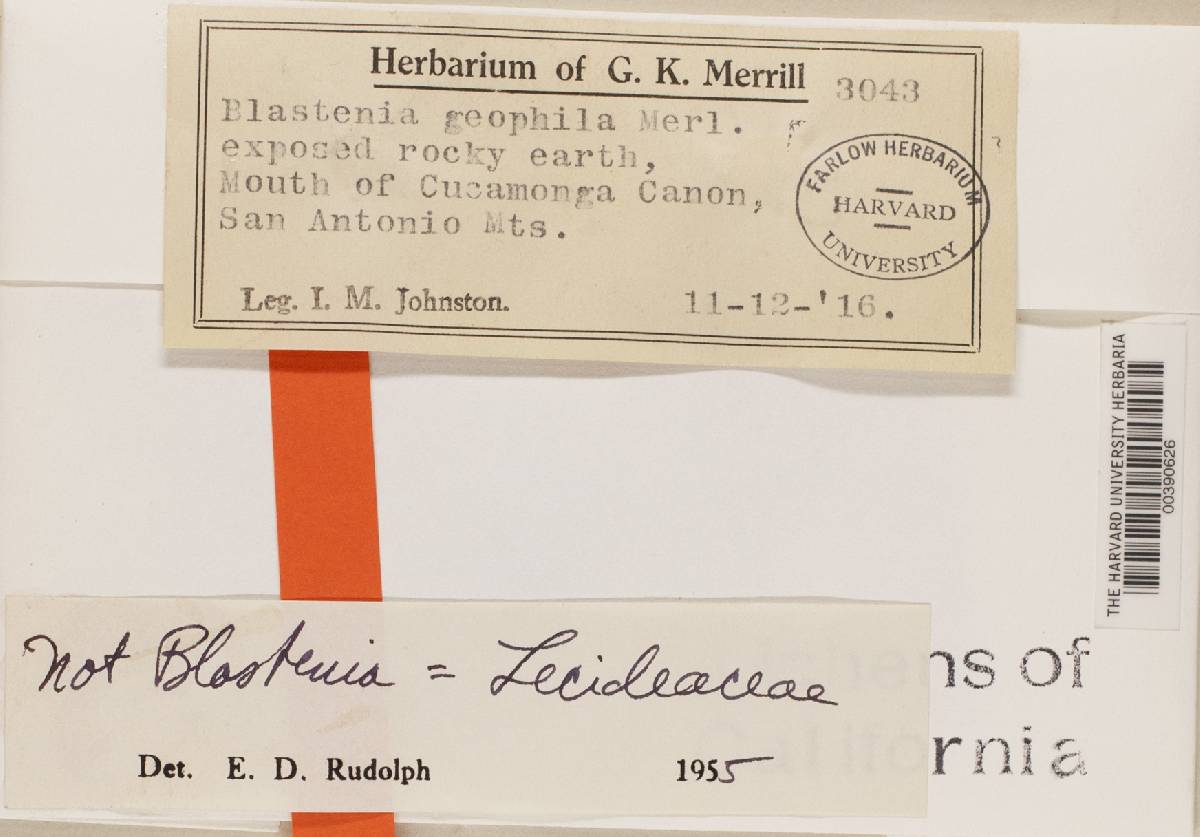 Herbarium of G. K. Merrill
3043
Blastenia geophila Merl.
exposed rocky earth,
Mouth of Cucamonga Canon,
San Antonio Mts.
FARLOW HERBARIUM
HARVARD
UNIVERSITY
Leg. I. M. Johnston.
11-12-'16.
THE HARVARD UNIVERSITY HERBARIA
00390626
not Blastenia = Lecideaceae
Det. E. D. Rudolph
1955
ns of
California